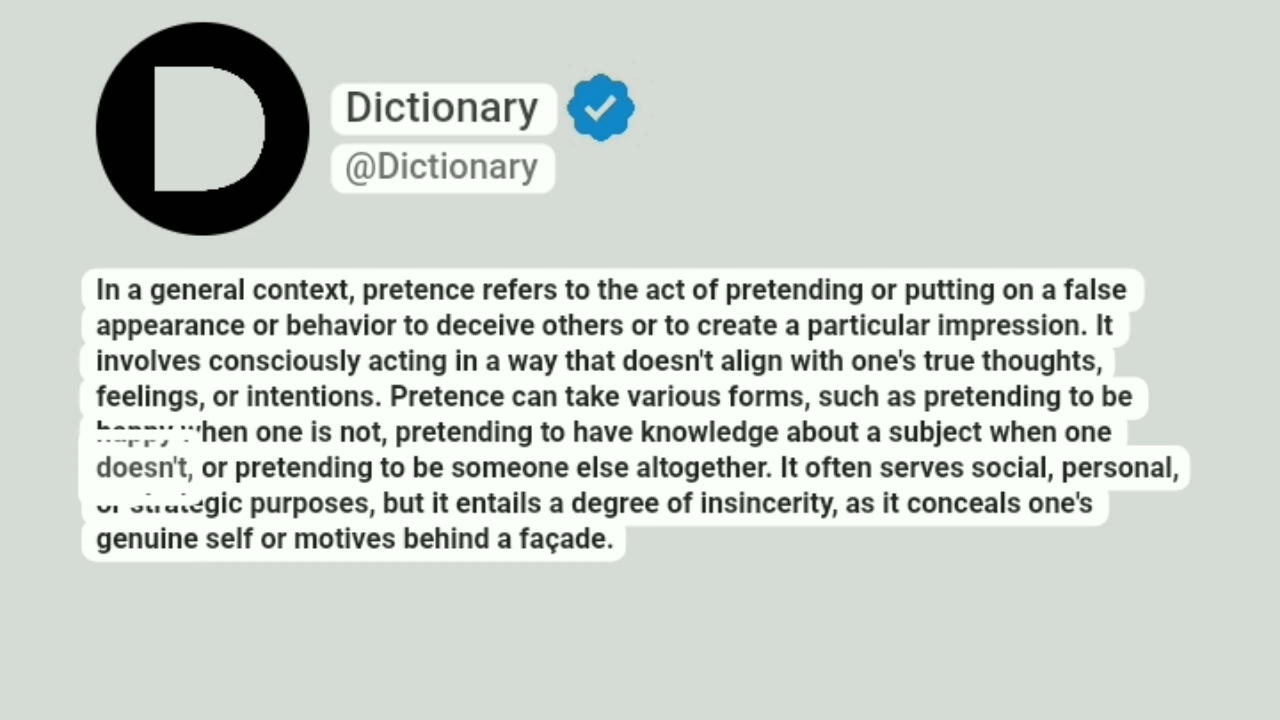 D
Dictionary
@Dictionary
In a general context, pretence refers to the act of pretending or putting on a false
appearance or behavior to deceive others or to create a particular impression. It
involves consciously acting in a way that doesn't align with one's true thoughts,
feelings, or intentions. Pretence can take various forms, such as pretending to be
happy when one is not, pretending to have knowledge about a subject when one
doesn't, or pretending to be someone else altogether. It often serves social, personal,
or strategic purposes, but it entails a degree of insincerity, as it conceals one's
genuine self or motives behind a façade.